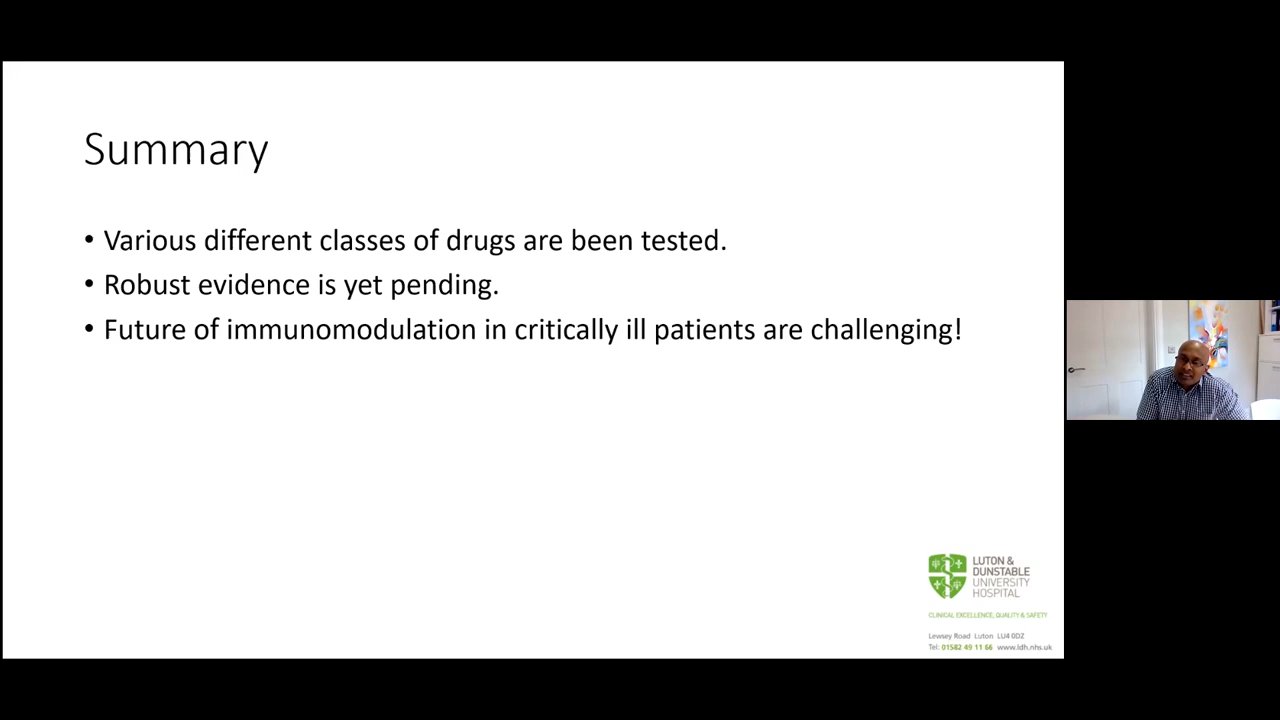 Summary
• Various different classes of drugs are been tested.
• Robust evidence is yet pending.
• Future of immunomodulation in critically ill patients are challenging!
LUTON &
DUNSTABLE
UNIVERSITY
HOSPITAL
CLINICAL EXCELLENCE, QUALITY & SAFETY
Lewsey Road Luton LU4 0DZ
Tel: 01582 49 11 66 www.ldh.nhs.uk